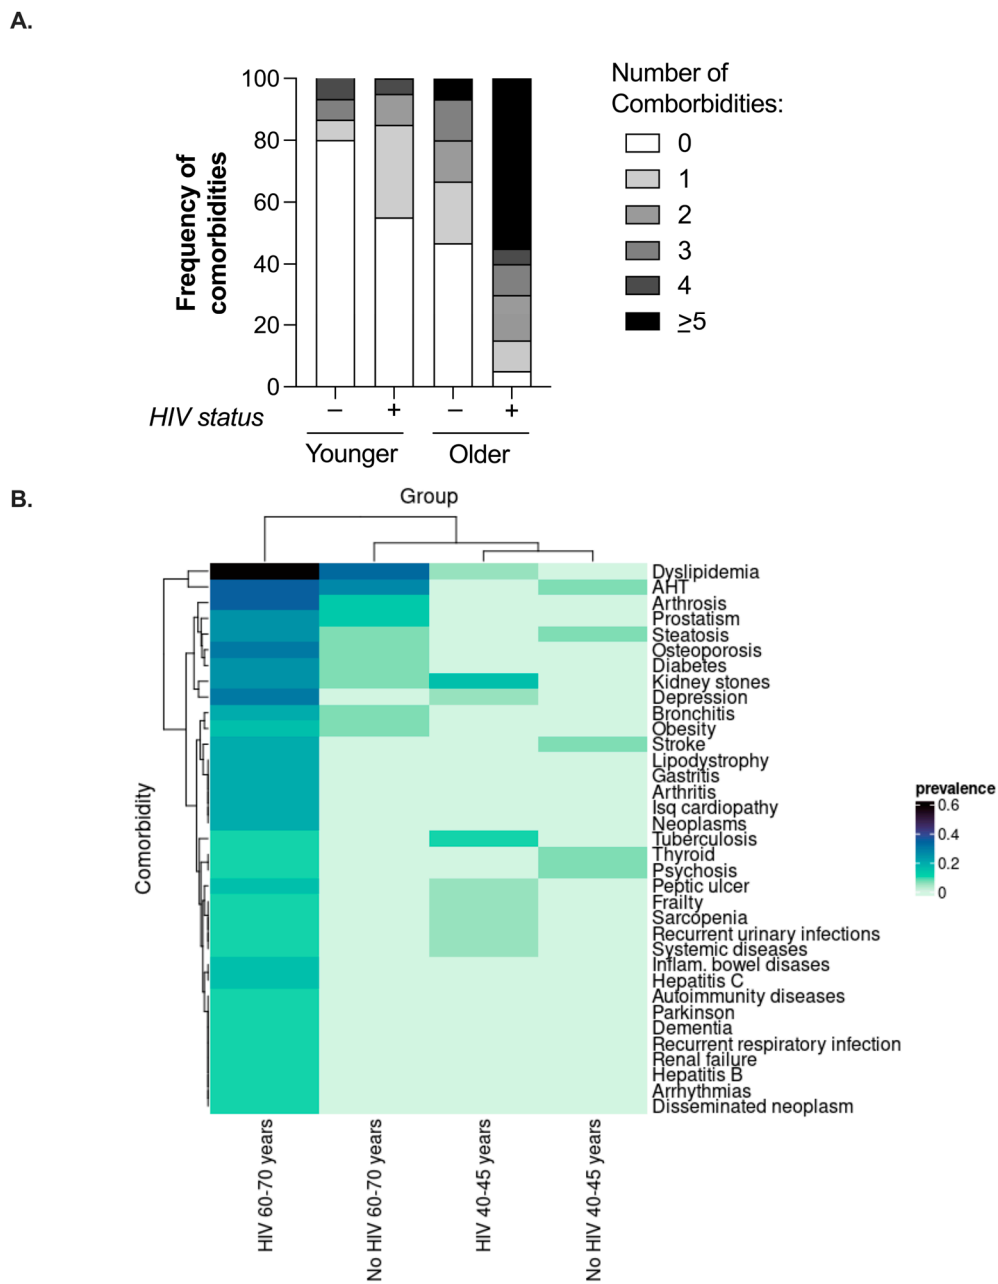 A.
Frequency of
comorbidities
100
80
60
40
20
0
HIV status
– + – +
Younger Older
Number of
Comborbidities:
0
1
2
3
4
≥5
B.
Group
Comorbidity
Dyslipidemia
AHT
Arthrosis
Prostatism
Steatosis
Osteoporosis
Diabetes
Kidney stones
Depression
Bronchitis
Obesity
Stroke
Lipodystrophy
Gastritis
Arthritis
Isq cardiopathy
Neoplasms
Tuberculosis
Thyroid
Psychosis
Peptic ulcer
Frailty
Sarcopenia
Recurrent urinary infections
Systemic diseases
Inflam. bowel disases
Hepatitis C
Autoimmunity diseases
Parkinson
Dementia
Recurrent respiratory infection
Renal failure
Hepatitis B
Arrhythmias
Disseminated neoplasm
prevalence
0.6
0.4
0.2
0
HIV 60-70 years
No HIV 60-70 years
HIV 40-45 years
No HIV 40-45 years